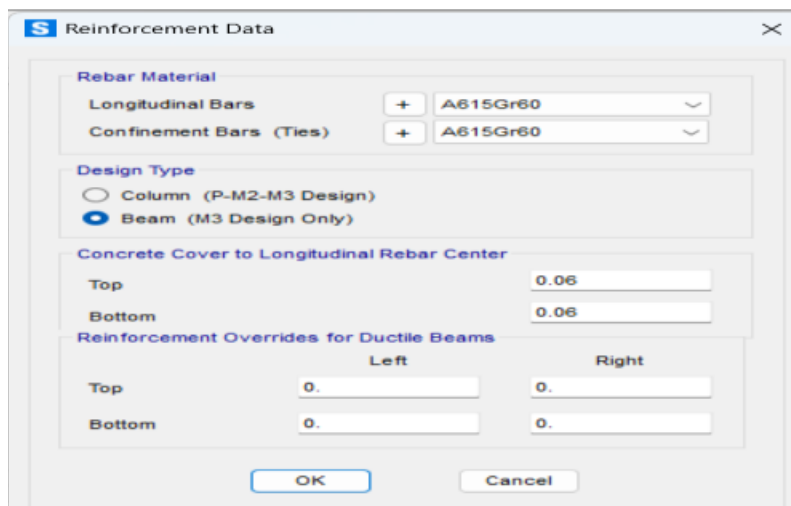 S Reinforcement Data
Rebar Material
Longitudinal Bars + A615Gr60
Confinement Bars (Ties) + A615Gr60
Design Type
Column (P-M2-M3 Design)
Beam (M3 Design Only)
Concrete Cover to Longitudinal Rebar Center
Top 0.06
Bottom 0.06
Reinforcement Overrides for Ductile Beams
Left Right
Top 0. 0.
Bottom 0. 0.
OK Cancel